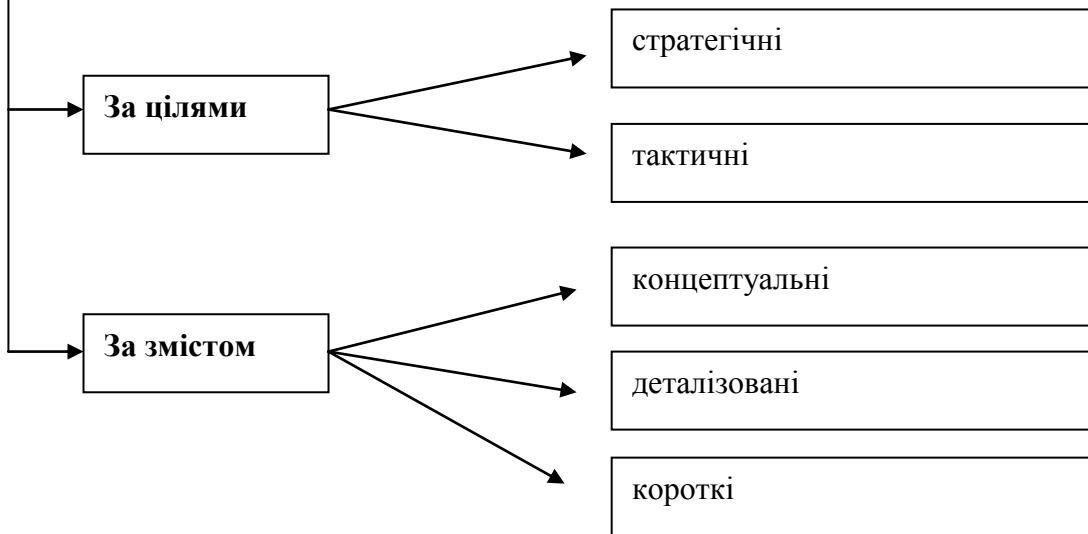 стратегічні
За цілями
тактичні
концептуальні
За змістом
деталізовані
короткі